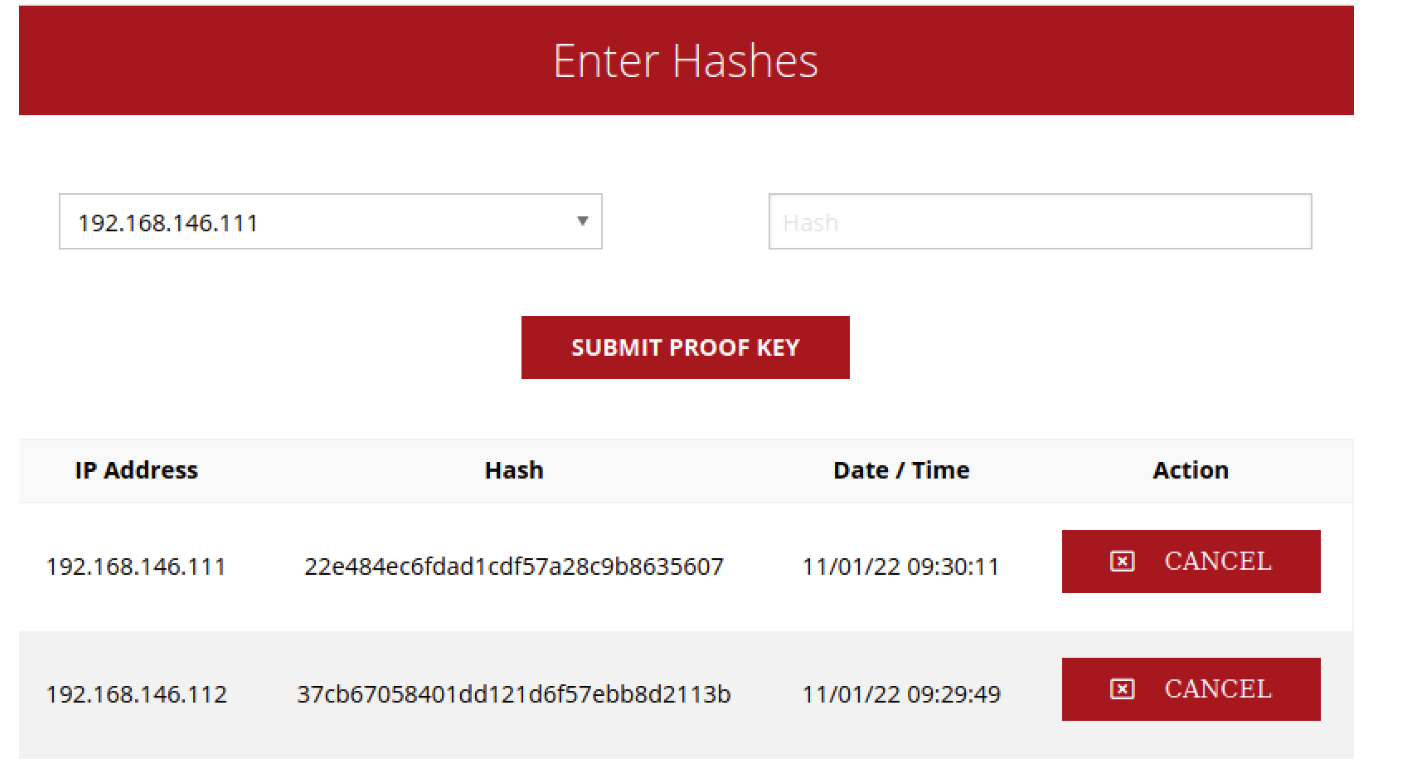 Enter Hashes
192.168.146.111
Hash
SUBMIT PROOF KEY
IP Address Hash Date / Time Action
192.168.146.111 22e484ec6fdad1cdf57a28c9b8635607 11/01/22 09:30:11 CANCEL
192.168.146.112 37cb67058401dd121d6f57ebb8d2113b 11/01/22 09:29:49 CANCEL